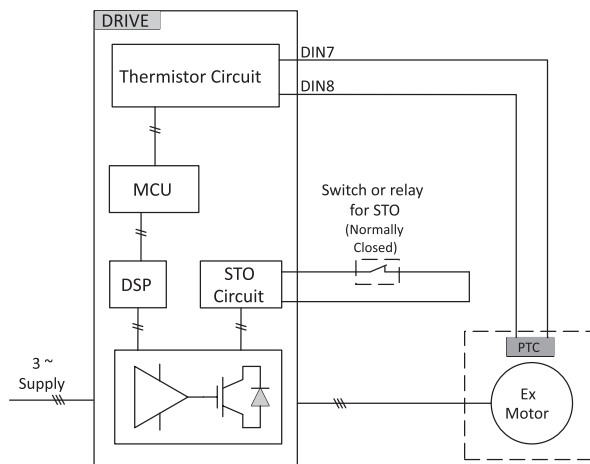 DRIVE
Thermistor Circuit
DIN7
DIN8
MCU
Switch or relay
for STO
(Normally
Closed)
DSP
STO
Circuit
3 ~
Supply
PTC
Ex
Motor